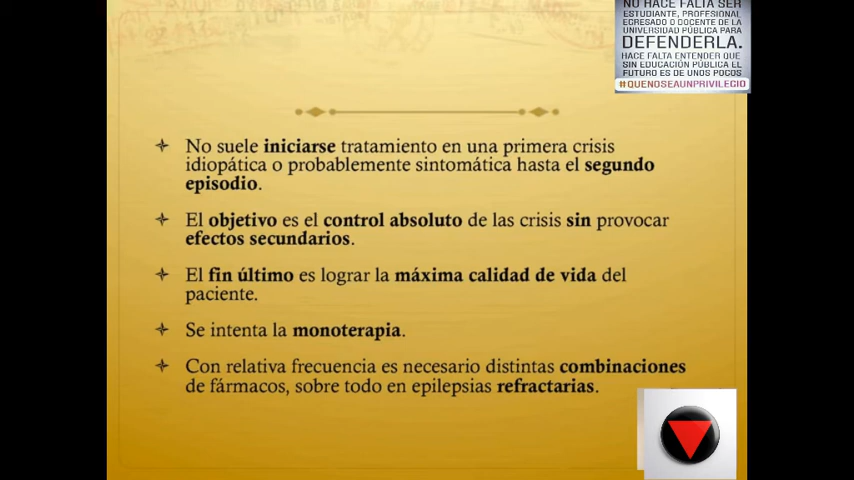 NO HACE FALTA SER
ESTUDIANTE, PROFESIONAL
EGRESADO O DOCENTE DE LA
UNIVERSIDAD PÚBLICA PARA
DEFENDERLA.
HACE FALTA ENTENDER QUE
SIN EDUCACIÓN PÚBLICA EL
FUTURO ES DE UNOS POCOS
#QUENOSEAUNPRIVILEGIO
No suele iniciarse tratamiento en una primera crisis
idiopática o probablemente sintomática hasta el segundo
episodio.
El objetivo es el control absoluto de las crisis sin provocar
efectos secundarios.
El fin último es lograr la máxima calidad de vida del
paciente.
Se intenta la monoterapia.
Con relativa frecuencia es necesario distintas combinaciones
de fármacos, sobre todo en epilepsias refractarias.